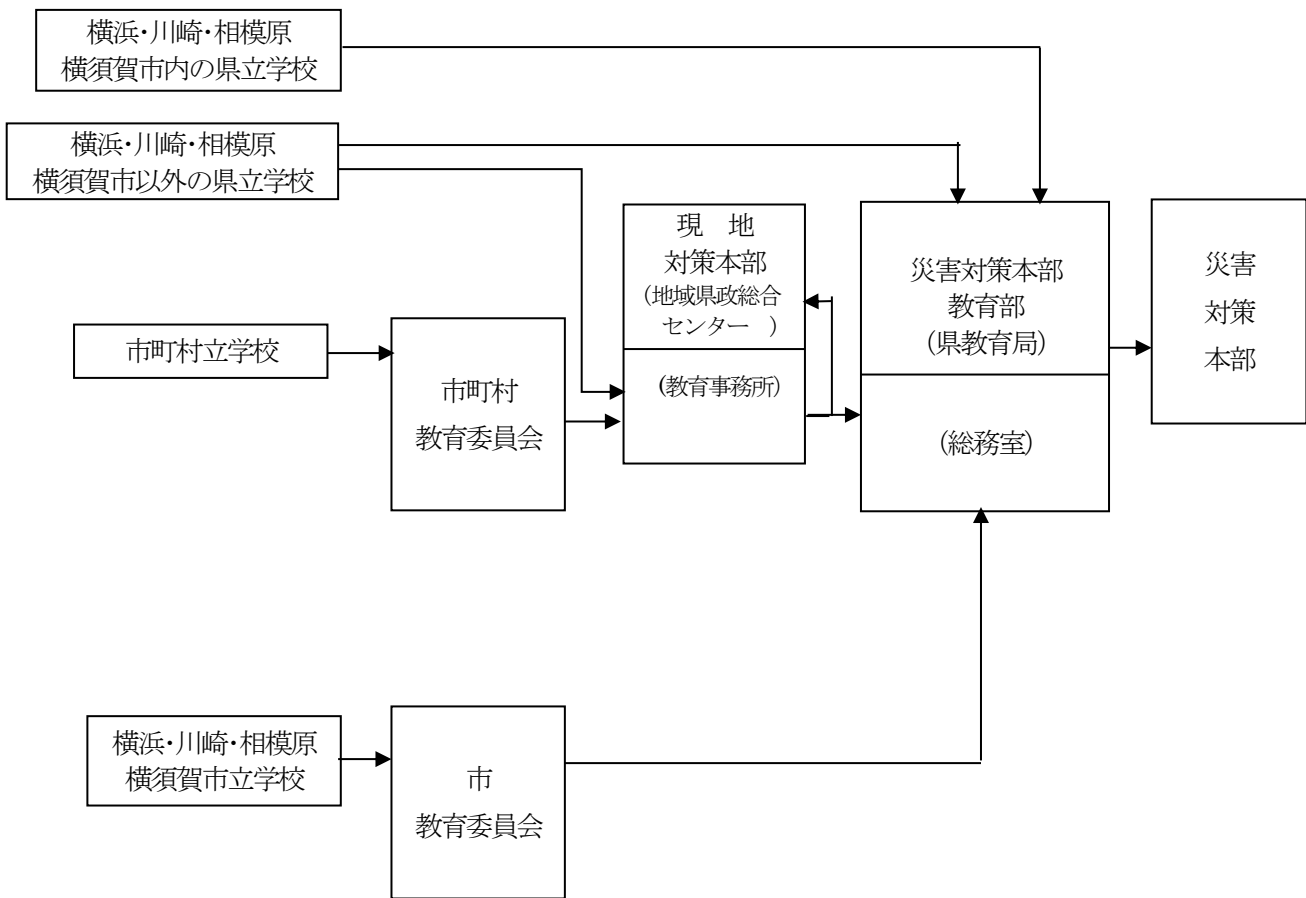 横浜・川崎・相模原
横須賀市内の県立学校
横浜・川崎・相模原
横須賀市以外の県立学校
市町村立学校
市町村
教育委員会
現　地
対策本部
(地域県政総合
センター　)
(教育事務所)
災害対策本部
教育部
(県教育局)
(総務室)
災害
対策
本部
横浜・川崎・相模原
横須賀市立学校
市
教育委員会